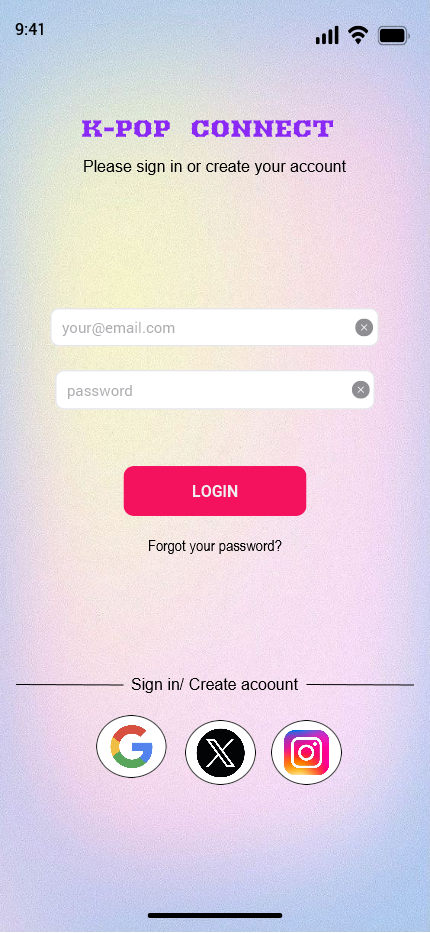 9:41
K-POP CONNECT
Please sign in or create your account
your@email.com
password
LOGIN
Forgot your password?
Sign in/ Create acoount